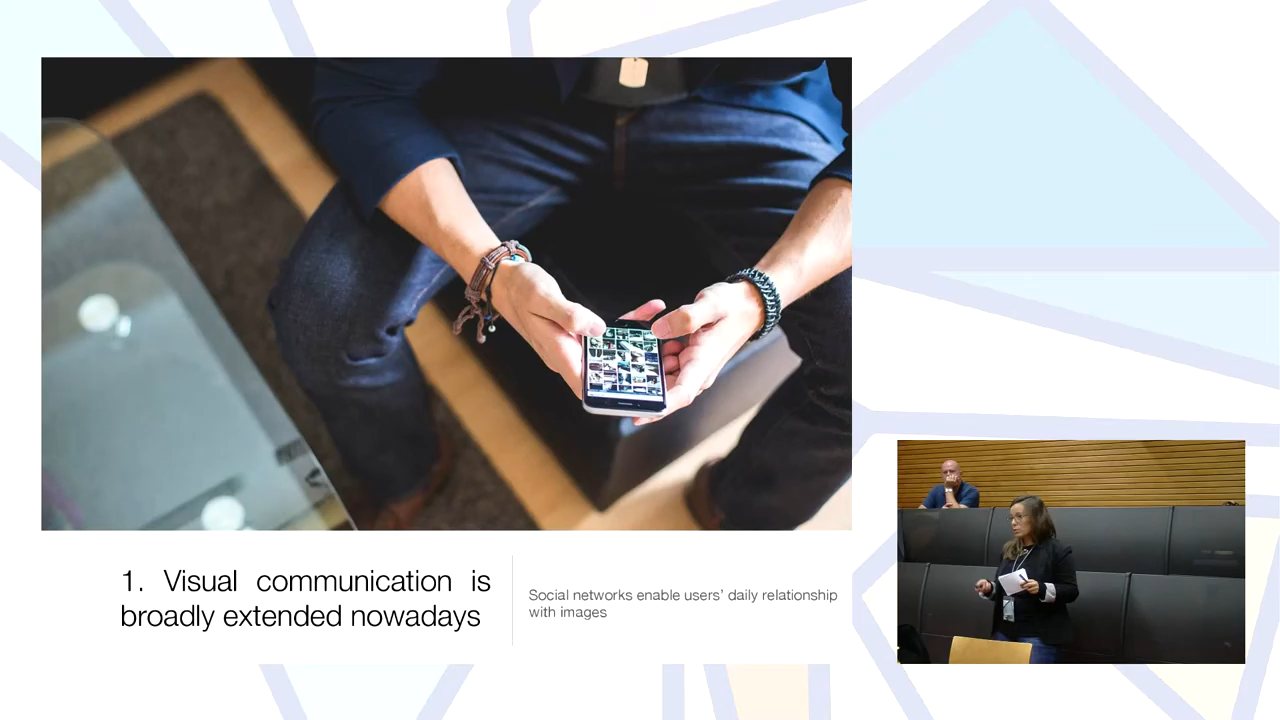 1. Visual communication is
broadly extended nowadays
Social networks enable users’ daily relationship
with images